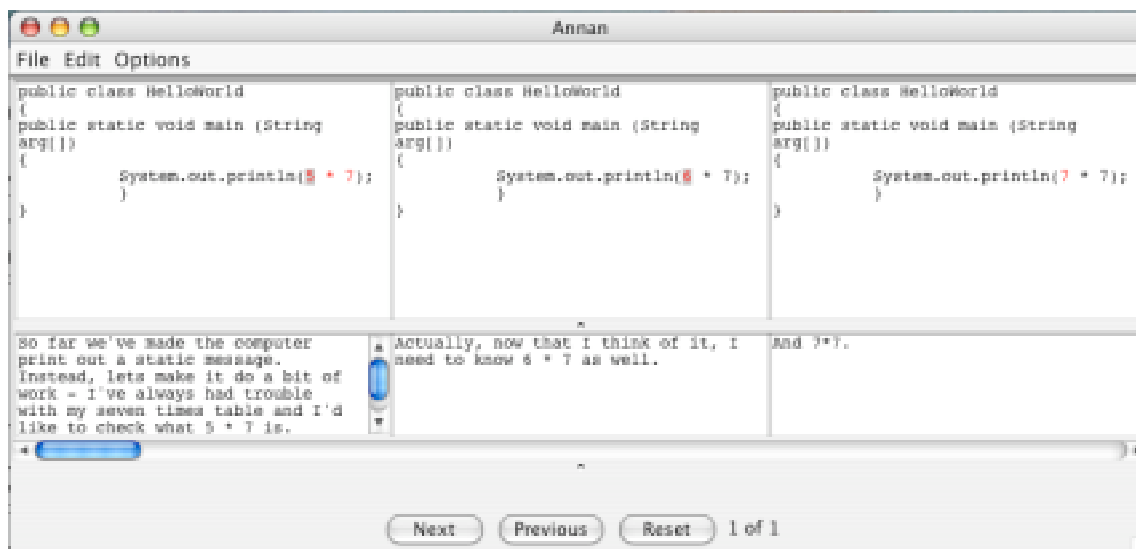 Annan
File Edit Options
public class HelloWorld
{
public static void main (String
arg[])
{
System.out.println(5 * 7);
}
}
public class HelloWorld
{
public static void main (String
arg[])
{
System.out.println(6 * 7);
}
}
public class HelloWorld
{
public static void main (String
arg[])
{
System.out.println(7 * 7);
}
}
So far we've made the computer
print out a static message.
Instead, lets make it do a bit of
work - I've always had trouble
with my seven times table and I'd
like to check what 5 * 7 is.
Actually, now that I think of it, I
need to know 6 * 7 as well.
And 7*7.
Next Previous Reset 1 of 1